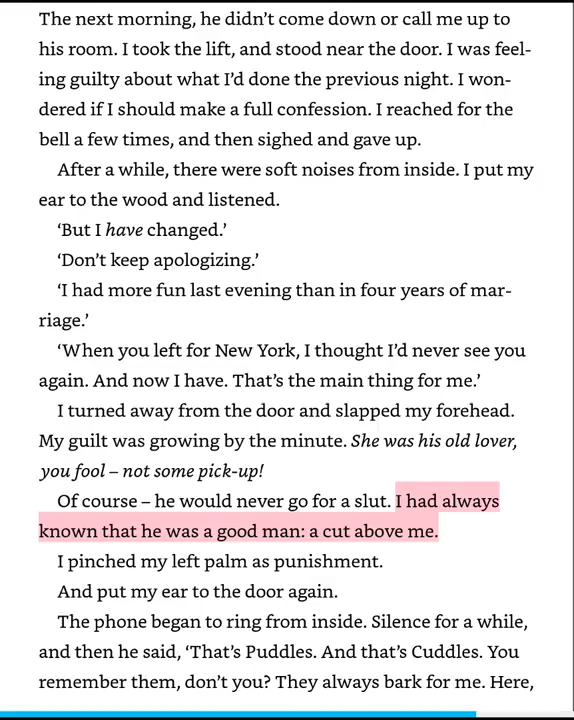 The next morning, he didn’t come down or call me up to
his room. I took the lift, and stood near the door. I was feel-
ing guilty about what I’d done the previous night. I won-
dered if I should make a full confession. I reached for the
bell a few times, and then sighed and gave up.
After a while, there were soft noises from inside. I put my
ear to the wood and listened.
‘But I have changed.’
‘Don’t keep apologizing.’
‘I had more fun last evening than in four years of mar-
riage.’
‘When you left for New York, I thought I’d never see you
again. And now I have. That’s the main thing for me.’
I turned away from the door and slapped my forehead.
My guilt was growing by the minute. She was his old lover,
you fool – not some pick-up!
Of course – he would never go for a slut. I had always
known that he was a good man: a cut above me.
I pinched my left palm as punishment.
And put my ear to the door again.
The phone began to ring from inside. Silence for a while,
and then he said, ‘That’s Puddles. And that’s Cuddles. You
remember them, don’t you? They always bark for me. Here,